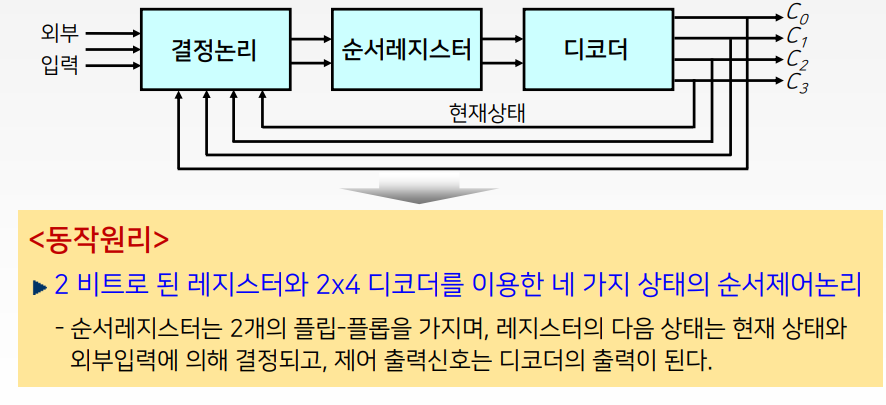 외부
입력
결정논리
순서레지스터
디코더
C0
C1
C2
C3
현재상태
<동작원리>
2 비트로 된 레지스터와 2x4 디코더를 이용한 네 가지 상태의 순서제어논리
- 순서레지스터는 2개의 플립-플롭을 가지며, 레지스터의 다음 상태는 현재 상태와
외부입력에 의해 결정되고, 제어 출력신호는 디코더의 출력이 된다.